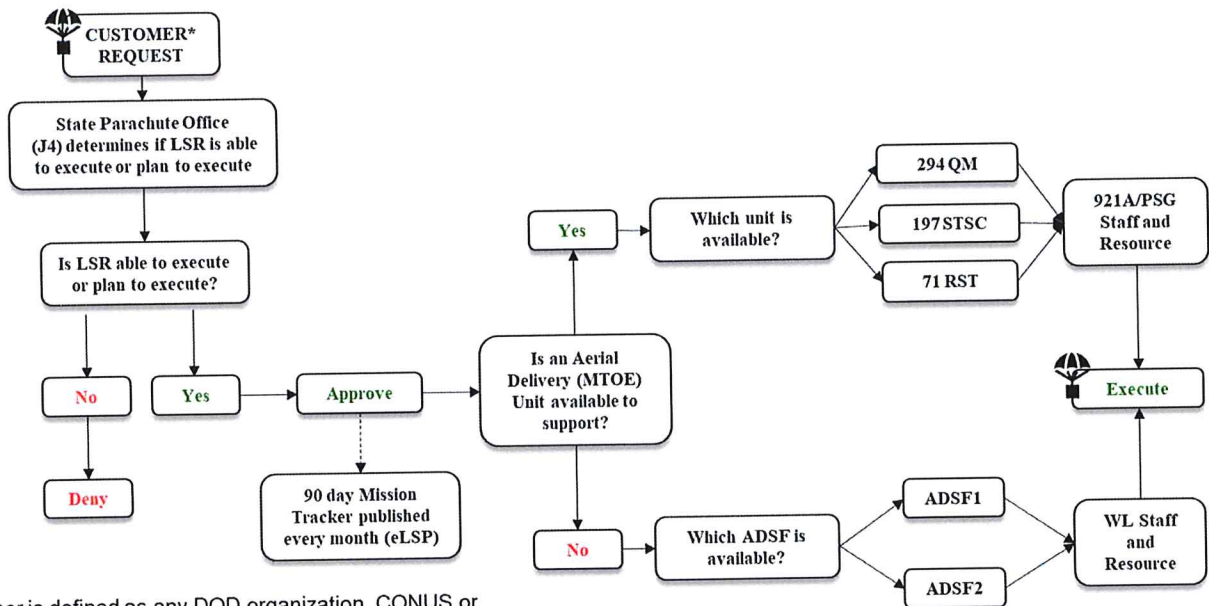 CUSTOMER*
REQUEST
State Parachute Office
(J4) determines if LSR is able
to execute or plan to execute
Is LSR able to execute
or plan to execute?
No
Yes
Deny
Approve
90 day Mission
Tracker published
every month (eLSP)
Is an Aerial
Delivery (MTOE)
Unit available to
support?
Yes
Which unit is
available?
294 QM
197 STSC
71 RST
921A/PSG
Staff and
Resource
Execute
No
Which ADSF is
available?
ADSF1
ADSF2
WL Staff
and
Resource
is defined as any DOD organization, CONUS or